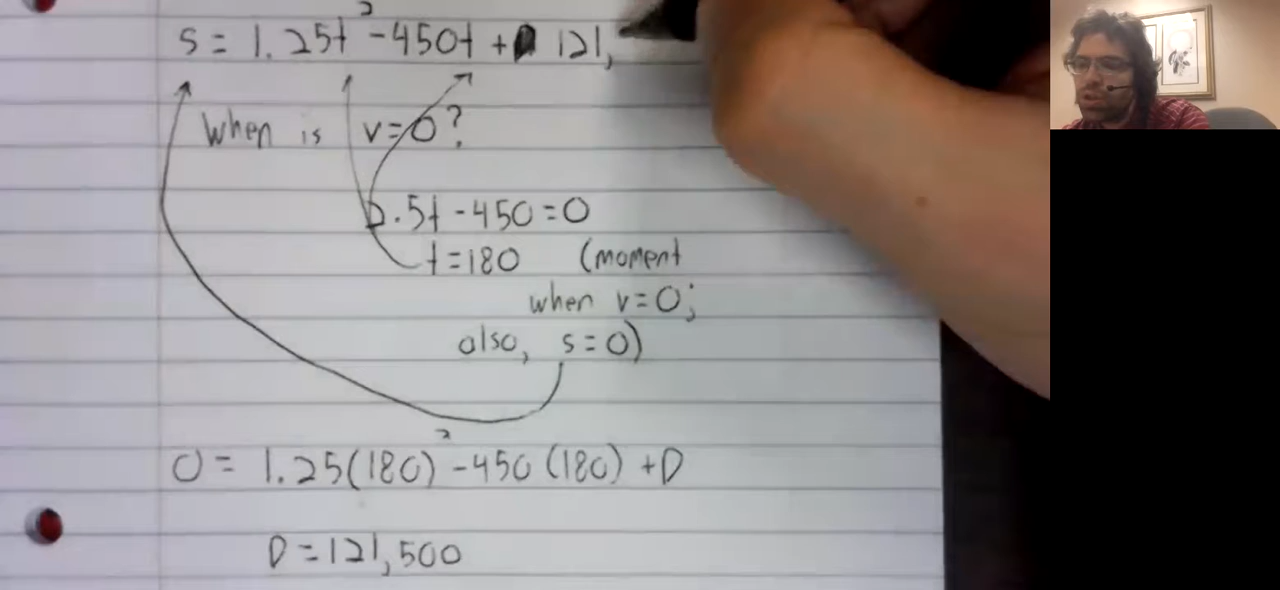 s = 1.25t² - 450t + 121,
When is v=0?
2.5t - 450 = 0
t = 180 (moment
when v=0;
also, s=0)
0 = 1.25(180)² - 450(180) + D
D = 121,500